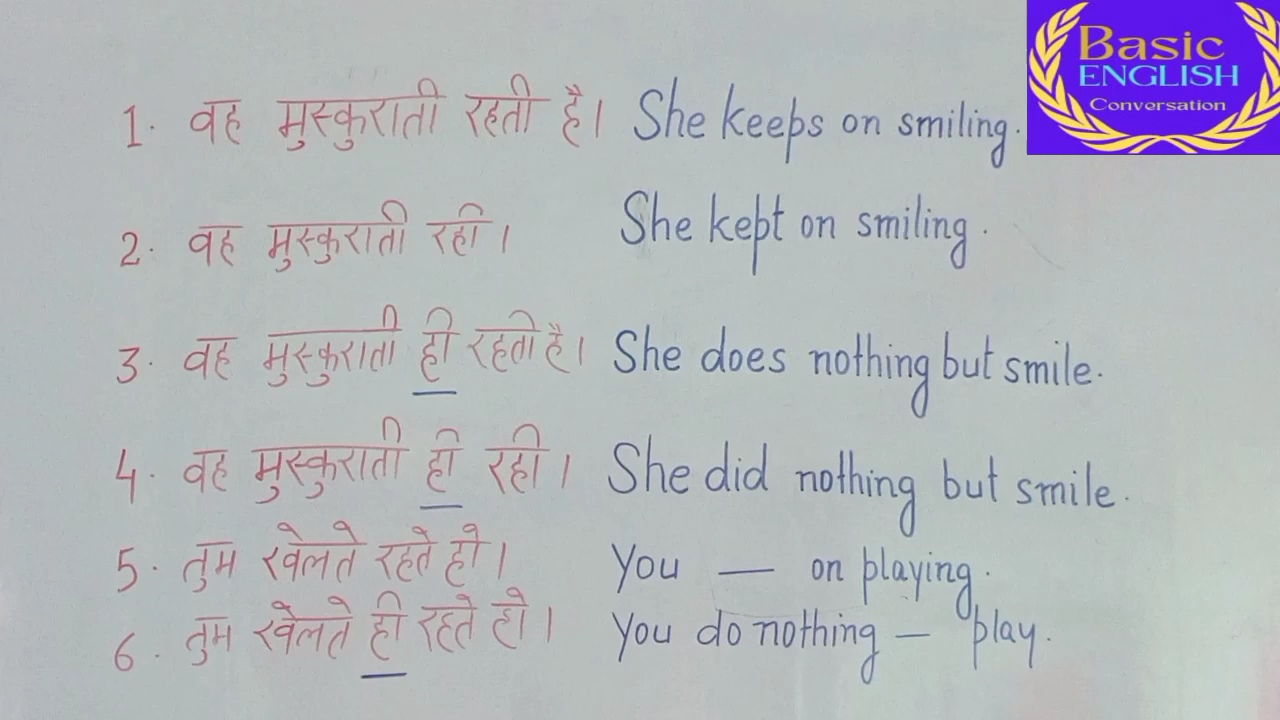 Basic
ENGLISH
Conversation
1. वह मुस्कुराती रहती है। She keeps on smiling.
2. वह मुस्कुराती रही। She kept on smiling.
3. वह मुस्कुराती ही रहती है। She does nothing but smile.
4. वह मुस्कुराती ही रही। She did nothing but smile.
5. तुम खेलते रहते हो। You — on playing.
6. तुम खेलते ही रहते हो। You do nothing — play.